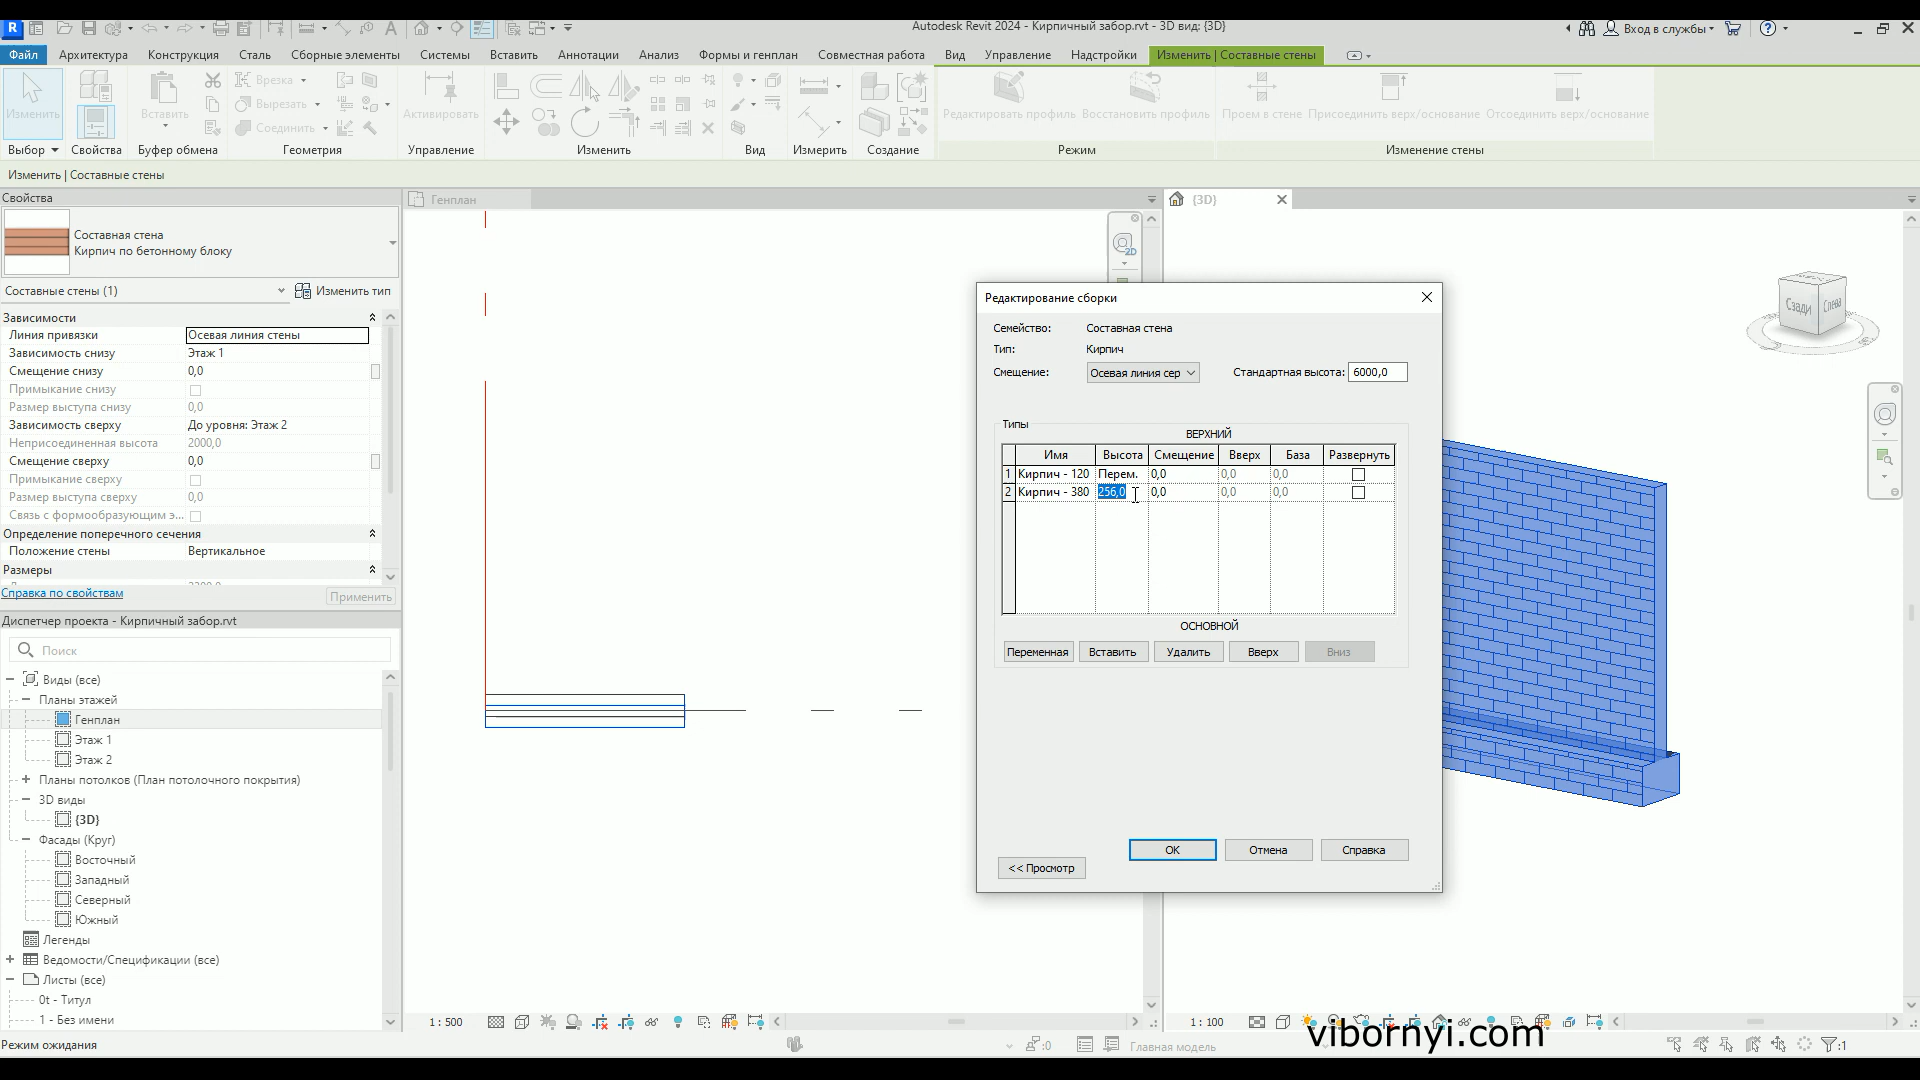 Autodesk Revit 2024 - Кирпичный забор.rvt - 3D вид: {3D}
Вход в службы
Файл Архитектура Конструкция Сталь Сборные элементы Системы Вставить Аннотации Анализ Формы и генплан Совместная работа Вид Управление Надстройки Изменить | Составные стены
Изменить Вставить Врезка Вырезать Соединить Активировать Редактировать профиль Восстановить профиль Проем в стене Присоединить верх/основание Отсоединить верх/основание
Выбор Свойства Буфер обмена Геометрия Управление Изменить Вид Измерить Создание Режим Изменение стены
Изменить | Составные стены
Свойства
Составная стена
Кирпич по бетонному блоку
Составные стены (1) Изменить тип
Зависимости
Линия привязки Осевая линия стены
Зависимость снизу Этаж 1
Смещение снизу 0,0
Примыкание снизу
Размер выступа снизу 0,0
Зависимость сверху До уровня: Этаж 2
Неприсоединенная высота 2000,0
Смещение сверху 0,0
Примыкание сверху
Размер выступа сверху 0,0
Связь с формообразующим э...
Определение поперечного сечения
Положение стены Вертикальное
Размеры
Справка по свойствам Применить
Диспетчер проекта - Кирпичный забор.rvt
Поиск
Виды (все)
Планы этажей
Генплан
Этаж 1
Этаж 2
Планы потолков (План потолочного покрытия)
3D виды
{3D}
Фасады (Круг)
Восточный
Западный
Северный
Южный
Легенды
Ведомости/Спецификации (все)
Листы (все)
0t - Титул
1 - Без имени
Режим ожидания
Генплан
2D
1 : 500
:0 Главная модель
{3D}
Сзади Слева
Редактирование сборки
Семейство: Составная стена
Тип: Кирпич
Смещение: Осевая линия сер Стандартная высота: 6000,0
Типы
ВЕРХНИЙ
Имя Высота Смещение Вверх База Развернуть
1 Кирпич - 120 Перем. 0,0 0,0 0,0
2 Кирпич - 380 256,0 0,0 0,0 0,0
ОСНОВНОЙ
Переменная Вставить Удалить Вверх Вниз
OK Отмена Справка
<< Просмотр
1 : 100
vibornyi.com
:1